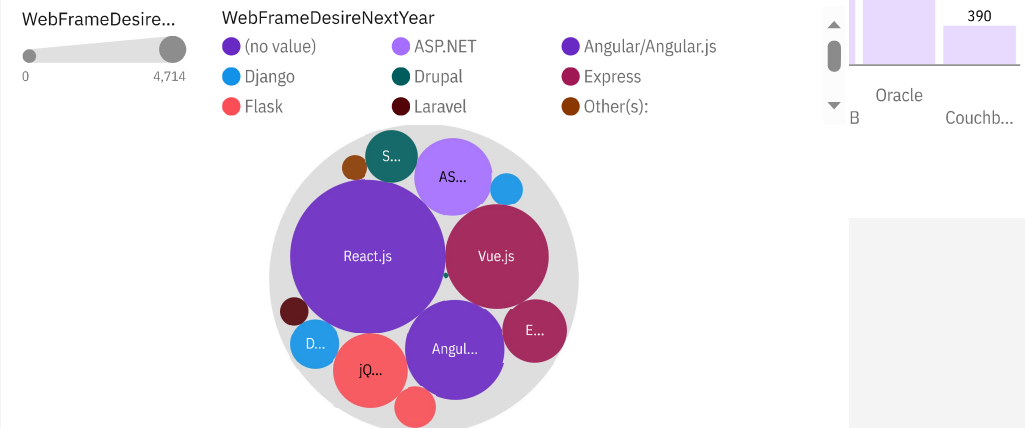 WebFrameDesire...
0 4,714
WebFrameDesireNextYear
(no value) ASP.NET Angular/Angular.js
Django Drupal Express
Flask Laravel Other(s):
S...
AS...
React.js
Vue.js
E...
Angul...
D...
jQ...
390
Oracle
B Couchb...